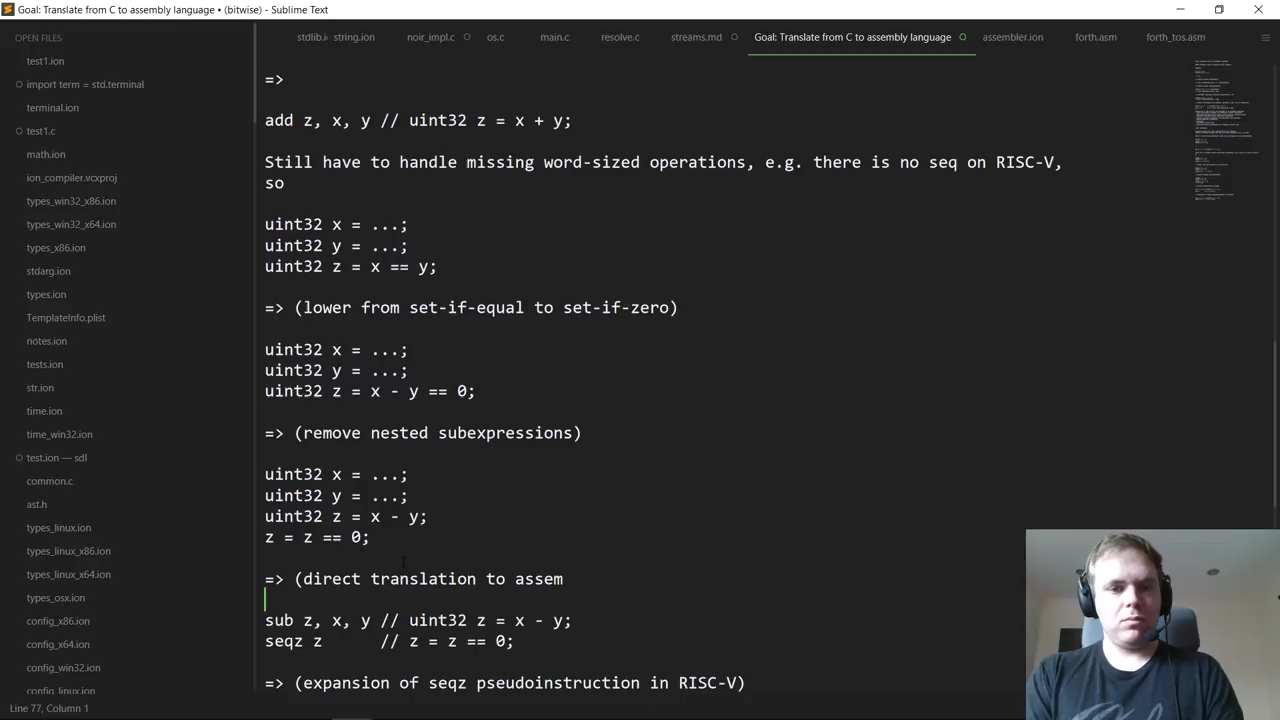 Goal: Translate from C to assembly language • (bitwise) - Sublime Text
OPEN FILES
test1.ion
import term = std.terminal
terminal.ion
test1.c
math.ion
ion_compiler.vcxproj
types_win32_x86.ion
types_win32_x64.ion
types_x86.ion
stdarg.ion
types.ion
TemplateInfo.plist
notes.ion
tests.ion
str.ion
time.ion
time_win32.ion
test.ion — sdl
common.c
ast.h
types_linux.ion
types_linux_x86.ion
types_linux_x64.ion
types_osx.ion
config_x86.ion
config_x64.ion
config_win32.ion
config_linux.ion
stdlib.i string.ion noir_impl.c os.c main.c resolve.c streams.md Goal: Translate from C to assembly language assembler.ion forth.asm forth_tos.asm
=>
add z, x, y // uint32 z = x + y;
Still have to handle missing word-sized operations, e.g. there is no seq on RISC-V,
so
uint32 x = ...;
uint32 y = ...;
uint32 z = x == y;
=> (lower from set-if-equal to set-if-zero)
uint32 x = ...;
uint32 y = ...;
uint32 z = x - y == 0;
=> (remove nested subexpressions)
uint32 x = ...;
uint32 y = ...;
uint32 z = x - y;
z = z == 0;
=> (direct translation to assem
sub z, x, y // uint32 z = x - y;
seqz z // z = z == 0;
=> (expansion of seqz pseudoinstruction in RISC-V)
Line 77, Column 1